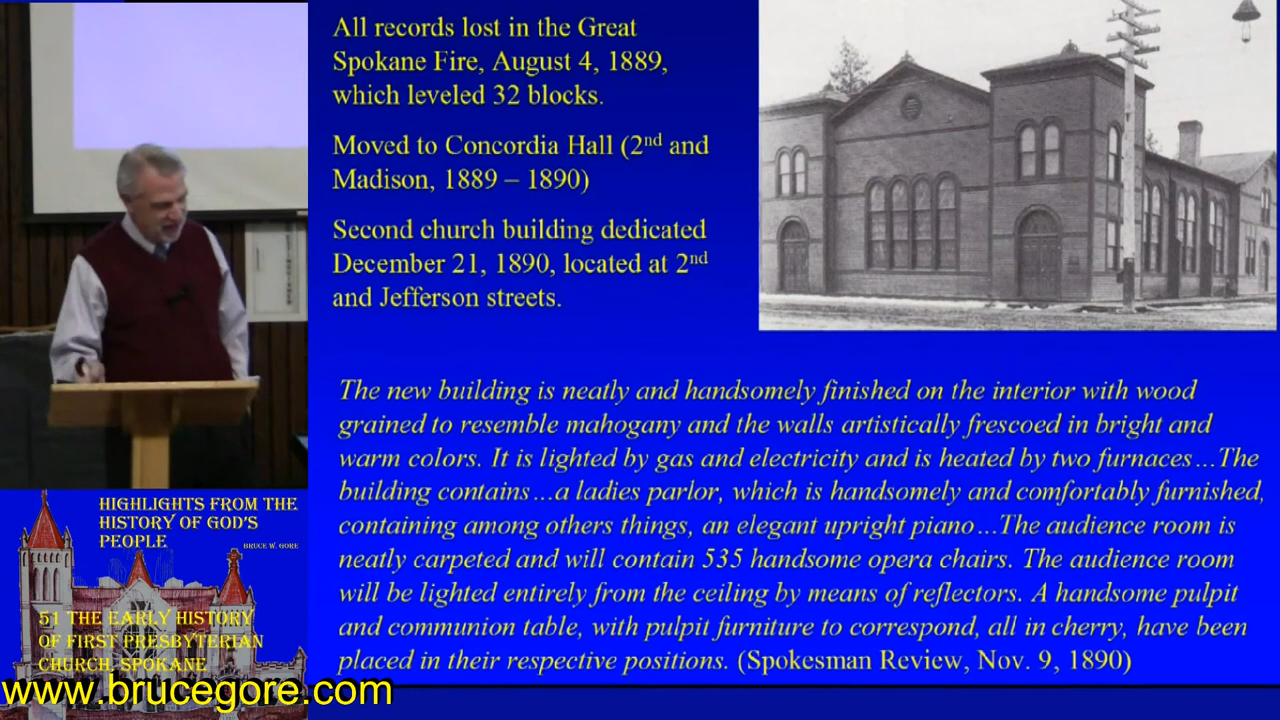 All records lost in the Great
Spokane Fire, August 4, 1889,
which leveled 32 blocks.
Moved to Concordia Hall (2nd and
Madison, 1889 – 1890)
Second church building dedicated
December 21, 1890, located at 2nd
and Jefferson streets.
The new building is neatly and handsomely finished on the interior with wood
grained to resemble mahogany and the walls artistically frescoed in bright and
warm colors. It is lighted by gas and electricity and is heated by two furnaces…The
building contains…a ladies parlor, which is handsomely and comfortably furnished,
containing among others things, an elegant upright piano…The audience room is
neatly carpeted and will contain 535 handsome opera chairs. The audience room
will be lighted entirely from the ceiling by means of reflectors. A handsome pulpit
and communion table, with pulpit furniture to correspond, all in cherry, have been
placed in their respective positions. (Spokesman Review, Nov. 9, 1890)
HIGHLIGHTS FROM THE
HISTORY OF GOD'S
PEOPLE
BRUCE W. GORE
51 THE EARLY HISTORY
OF FIRST PRESBYTERIAN
CHURCH, SPOKANE
www.brucegore.com